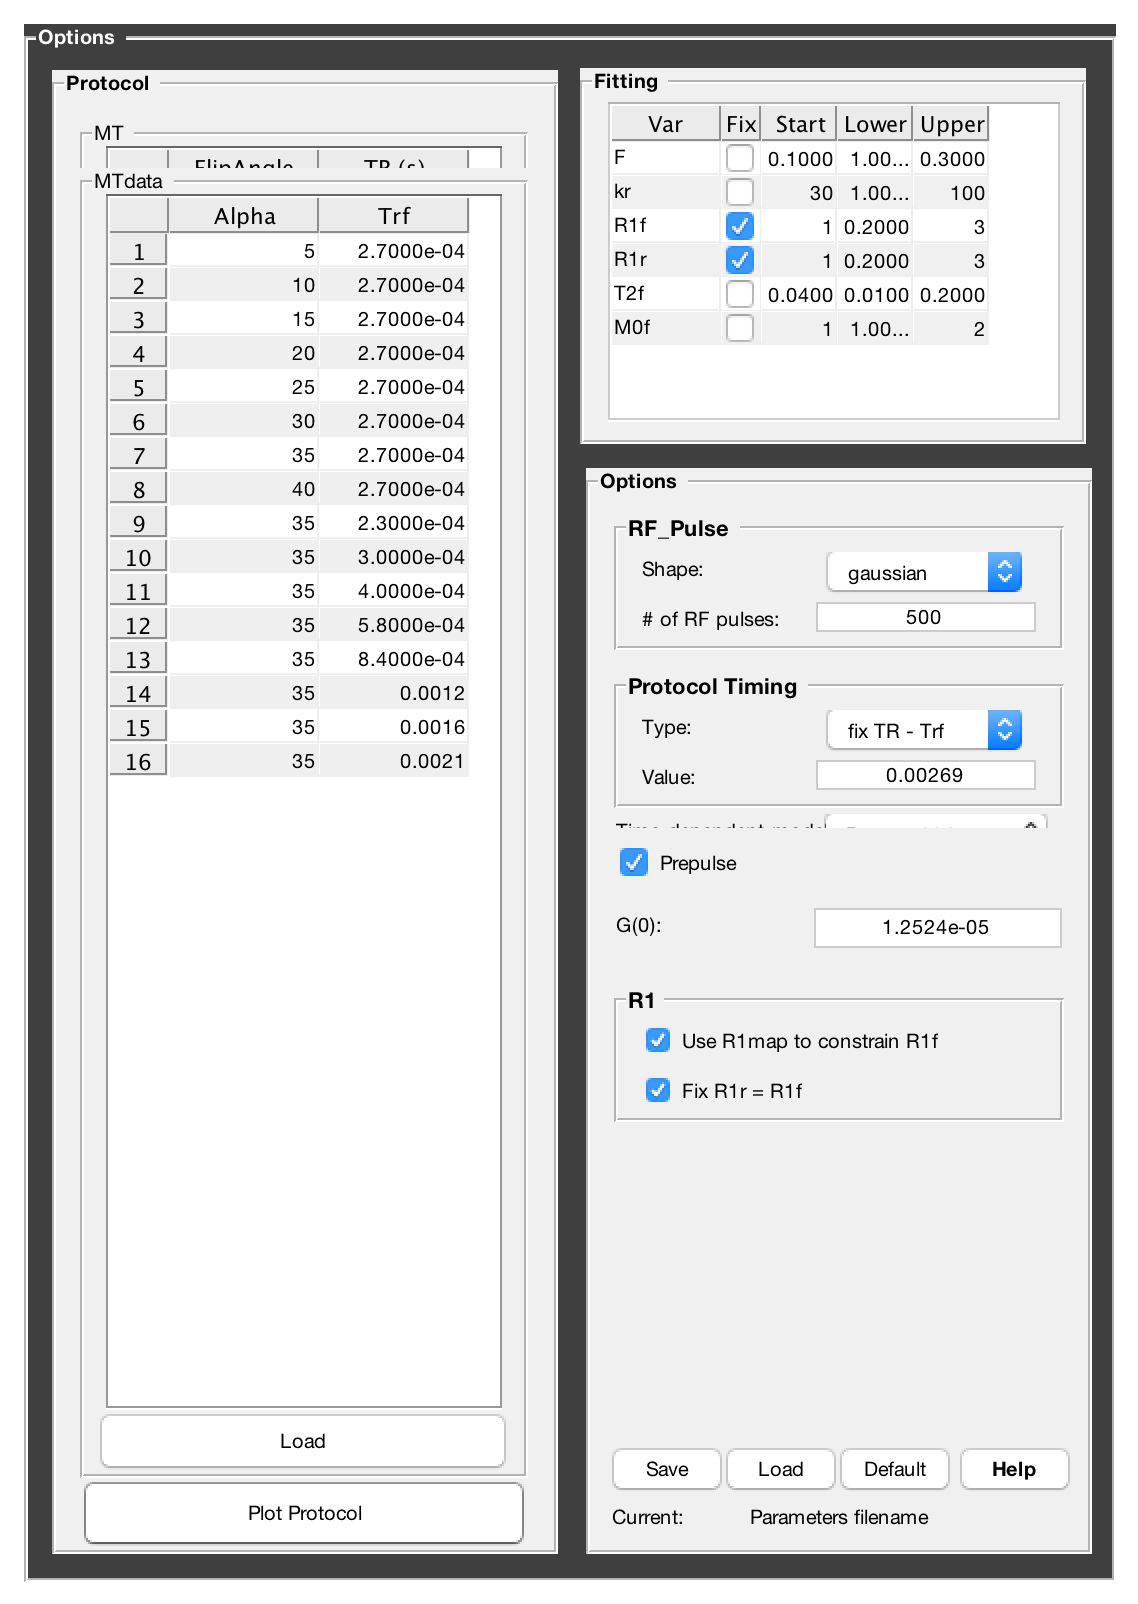 Options
Protocol
MT
FlipAngle TR (s)
MTdata
Alpha Trf
1 5 2.7000e-04
2 10 2.7000e-04
3 15 2.7000e-04
4 20 2.7000e-04
5 25 2.7000e-04
6 30 2.7000e-04
7 35 2.7000e-04
8 40 2.7000e-04
9 35 2.3000e-04
10 35 3.0000e-04
11 35 4.0000e-04
12 35 5.8000e-04
13 35 8.4000e-04
14 35 0.0012
15 35 0.0016
16 35 0.0021
Load
Plot Protocol
Fitting
Var Fix Start Lower Upper
F 0.1000 1.00... 0.3000
kr 30 1.00... 100
R1f 1 0.2000 3
R1r 1 0.2000 3
T2f 0.0400 0.0100 0.2000
M0f 1 1.00... 2
Options
RF_Pulse
Shape: gaussian
# of RF pulses: 500
Protocol Timing
Type: fix TR - Trf
Value: 0.00269
Prepulse
G(0): 1.2524e-05
R1
Use R1map to constrain R1f
Fix R1r = R1f
Save Load Default Help
Current: Parameters filename